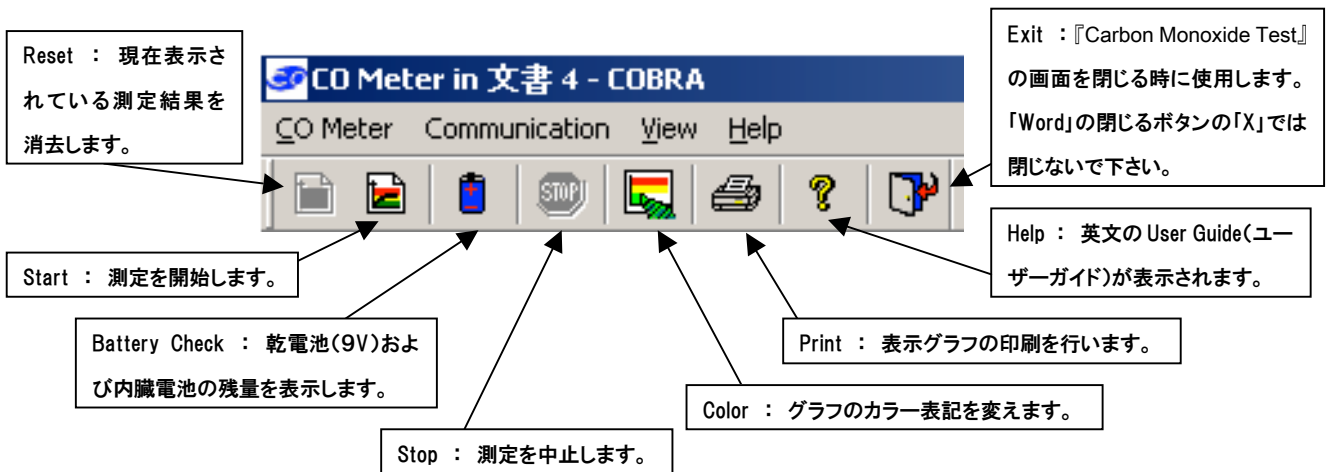 Reset : 現在表示さ
れている測定結果を
消去します。
CO Meter in 文書 4 - COBRA
CO Meter Communication View Help
STOP
Exit :『Carbon Monoxide Test』
の画面を閉じる時に使用します。
「Word」の閉じるボタンの「X」では
閉じないで下さい。
Start : 測定を開始します。
Help : 英文の User Guide(ユー
ザーガイド)が表示されます。
Battery Check : 乾電池(9V)およ
び内臓電池の残量を表示します。
Print : 表示グラフの印刷を行います。
Color : グラフのカラー表記を変えます。
Stop : 測定を中止します。